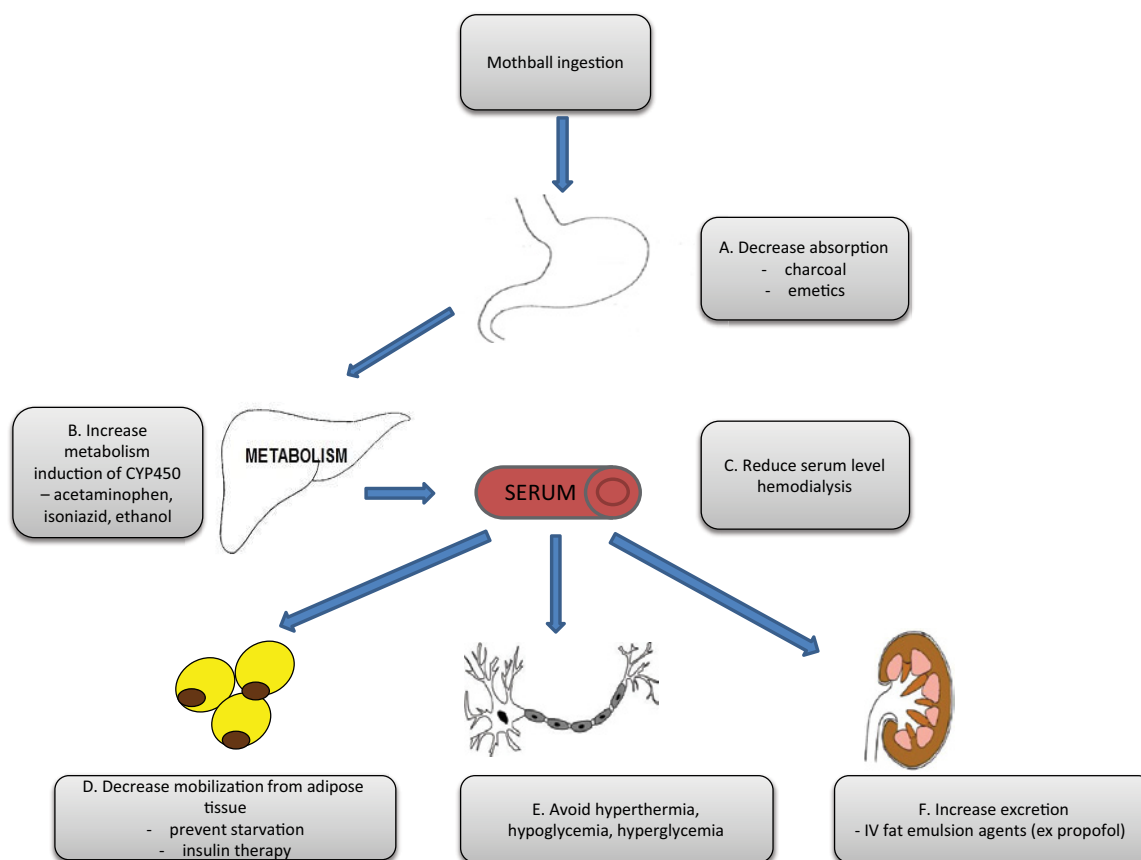 Mothball ingestion
A. Decrease absorption
- charcoal
- emetics
B. Increase
metabolism
induction of CYP450
– acetaminophen,
isoniazid, ethanol
METABOLISM
SERUM
C. Reduce serum level
hemodialysis
D. Decrease mobilization from adipose
tissue
- prevent starvation
- insulin therapy
E. Avoid hyperthermia,
hypoglycemia, hyperglycemia
F. Increase excretion
- IV fat emulsion agents (ex propofol)